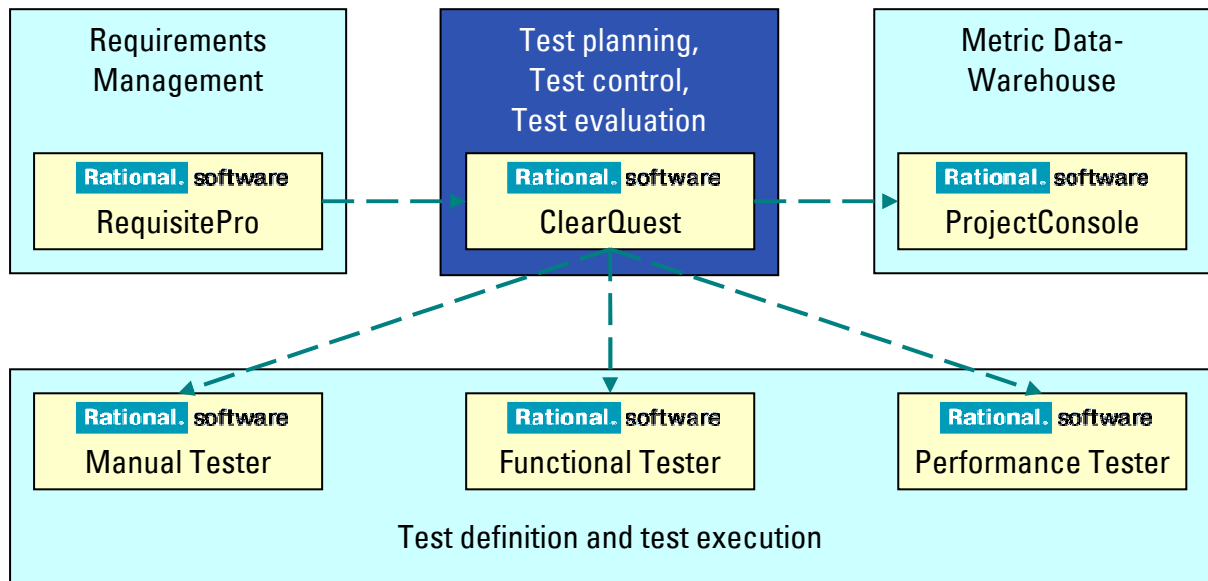 Requirements
Management
Rational. software
RequisitePro
Test planning,
Test control,
Test evaluation
Rational. software
ClearQuest
Metric Data-
Warehouse
Rational. software
ProjectConsole
Rational. software
Manual Tester
Rational. software
Functional Tester
Rational. software
Performance Tester
Test definition and test execution